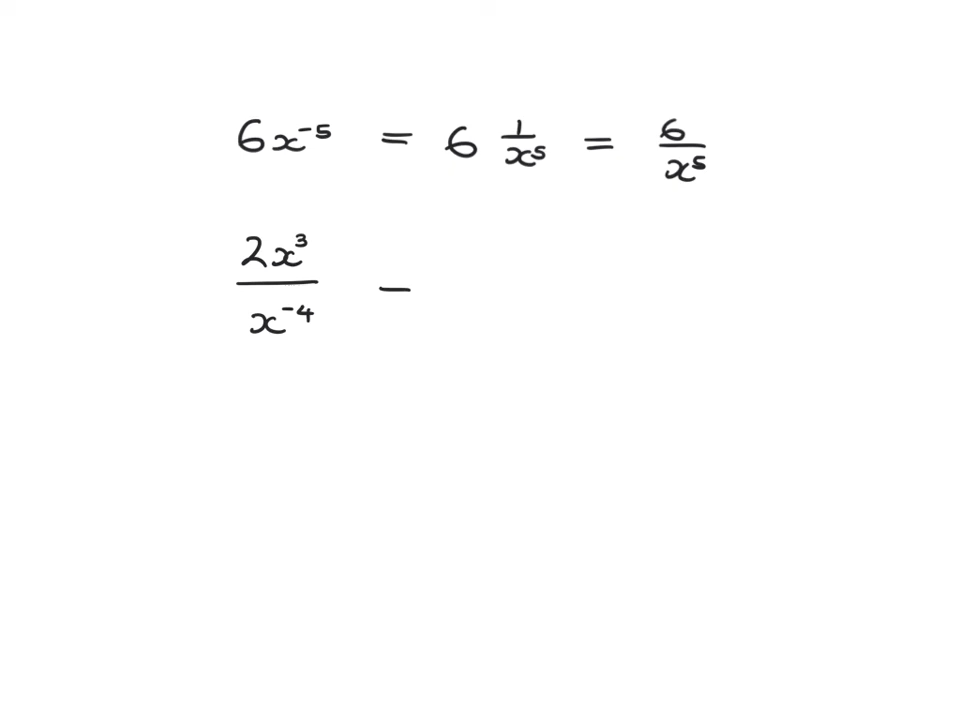 6x⁻⁵ = 6 1/x⁵ = 6/x⁵
2x³/x⁻⁴ −